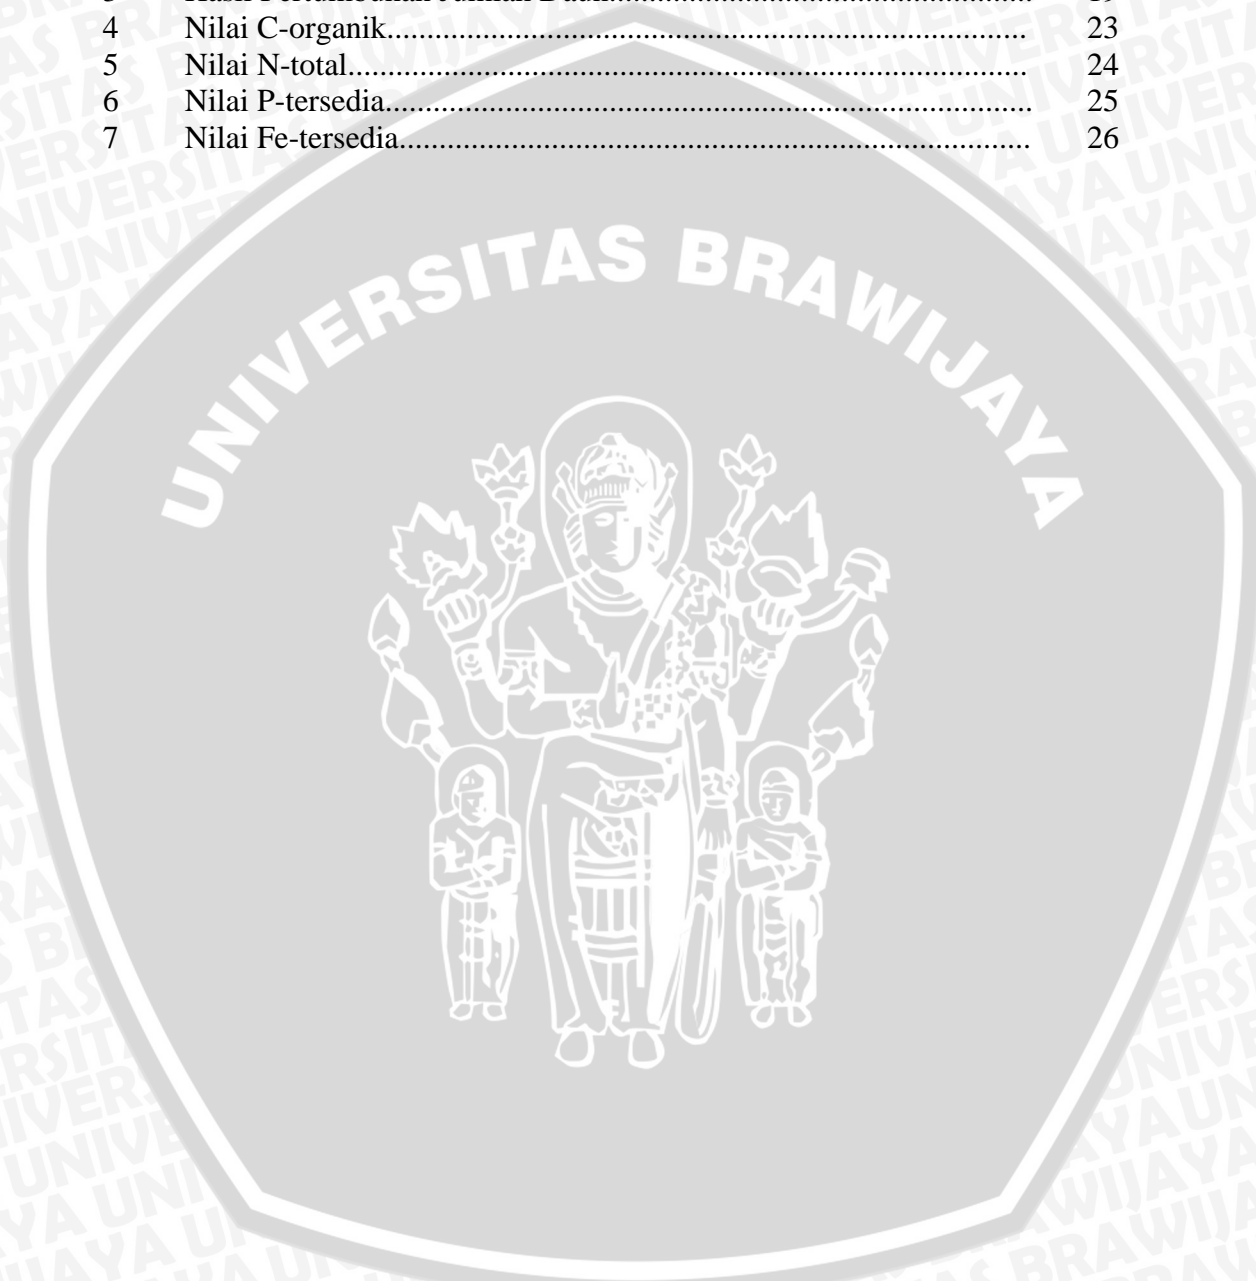 4 Nilai C-organik................................................................................ 23
5 Nilai N-total..................................................................................... 24
6 Nilai P-tersedia................................................................................ 25
7 Nilai Fe-tersedia.............................................................................. 26
UNIVERSITAS BRAWIJAYA